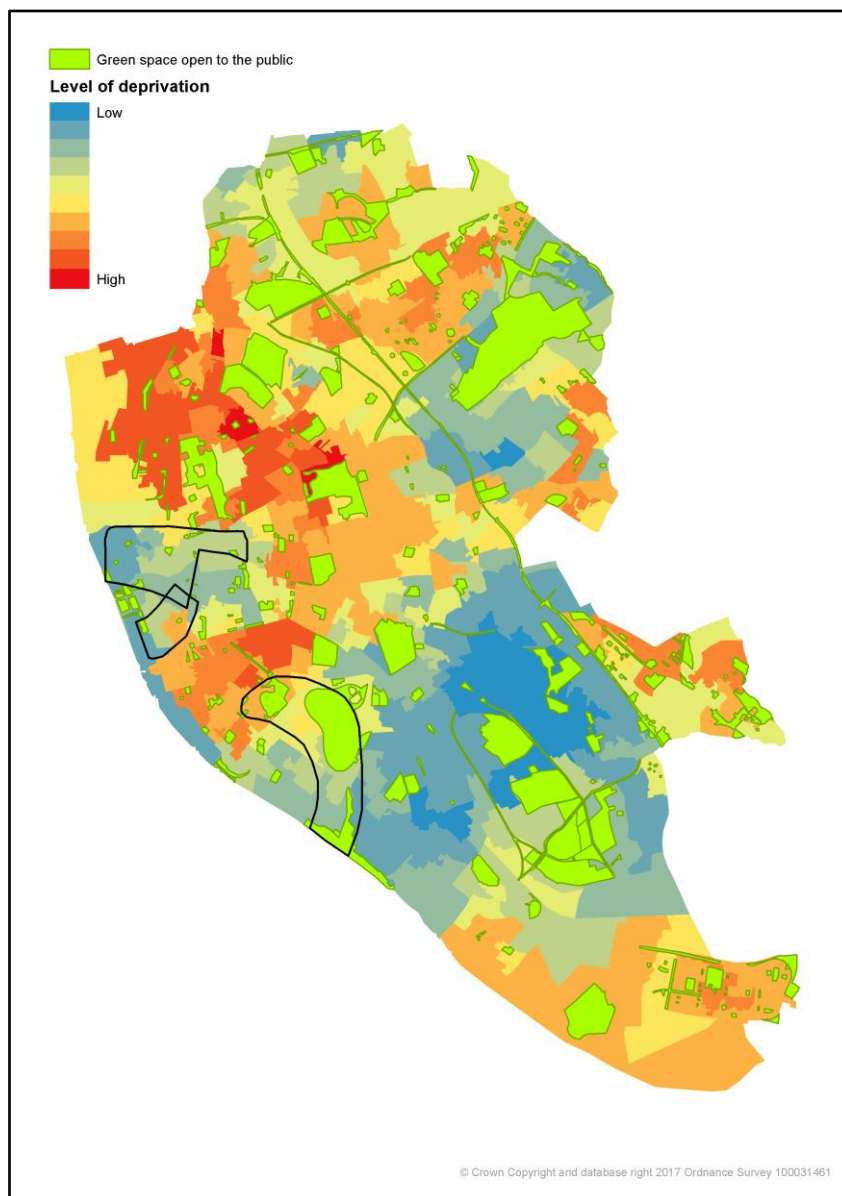 Green space open to the public
Level of deprivation
Low
High
© Crown Copyright and database right 2017 Ordnance Survey 100031461